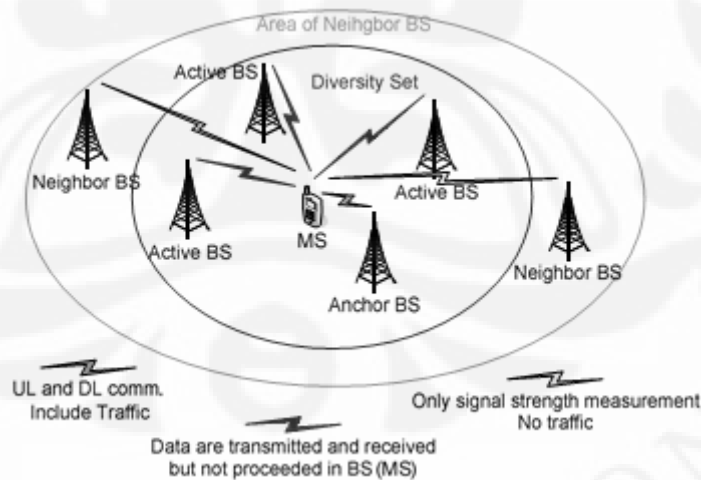 Area of Neihgbor BS
Active BS
Diversity Set
Neighbor BS
Active BS
Active BS
MS
Anchor BS
Neighbor BS
UL and DL comm.
Include Traffic
Only signal strength measurement
No traffic
Data are transmitted and received
but not proceeded in BS (MS)